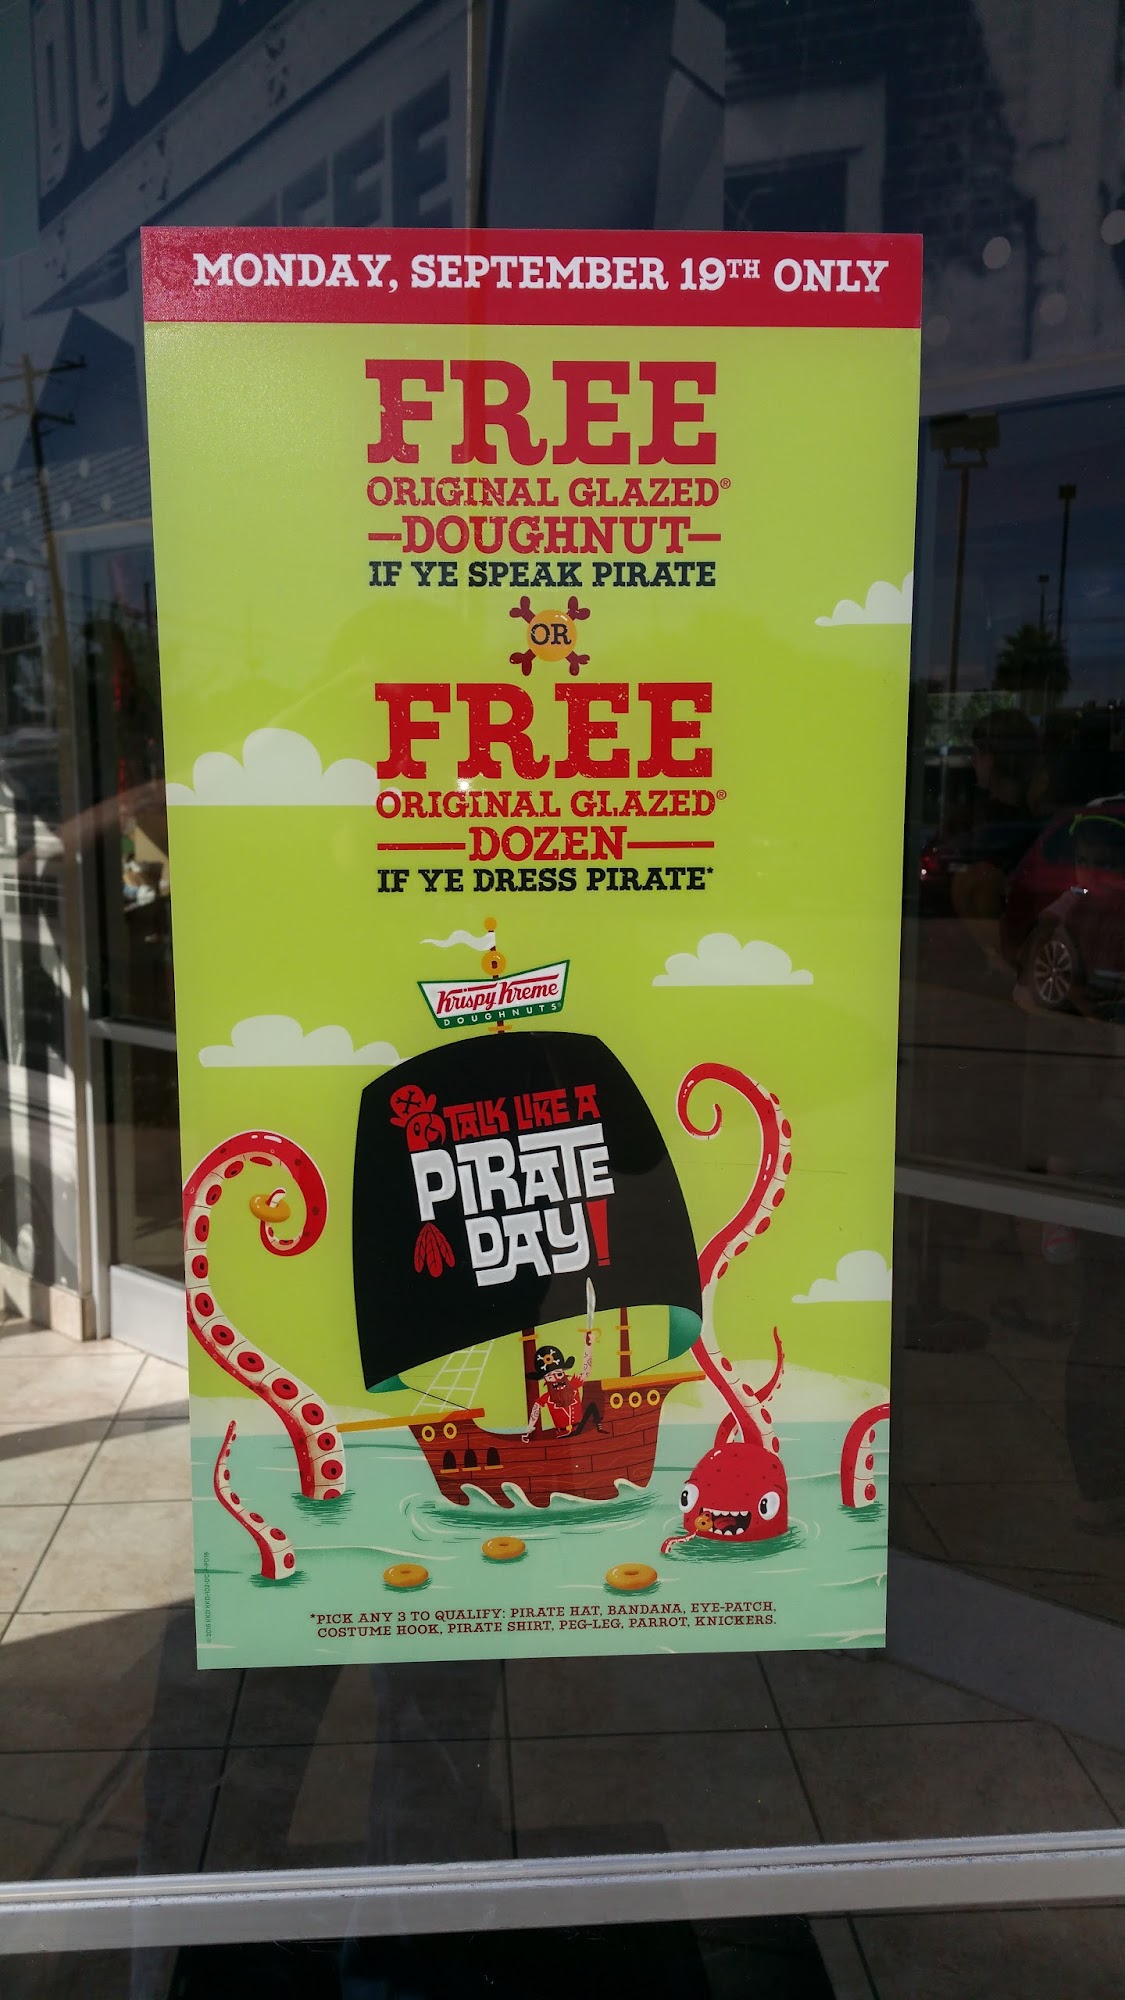 MONDAY, SEPTEMBER 19TH ONLY
FREE
ORIGINAL GLAZED®
DOUGHNUT
IF YE SPEAK PIRATE
OR
FREE
ORIGINAL GLAZED®
DOZEN
IF YE DRESS PIRATE*
Krispy Kreme
DOUGHNUTS
TALK LIKE A
PIRATE
DAY!
*PICK ANY 3 TO QUALIFY: PIRATE HAT, BANDANA, EYE-PATCH,
COSTUME HOOK, PIRATE SHIRT, PEG-LEG, PARROT, KNICKERS.